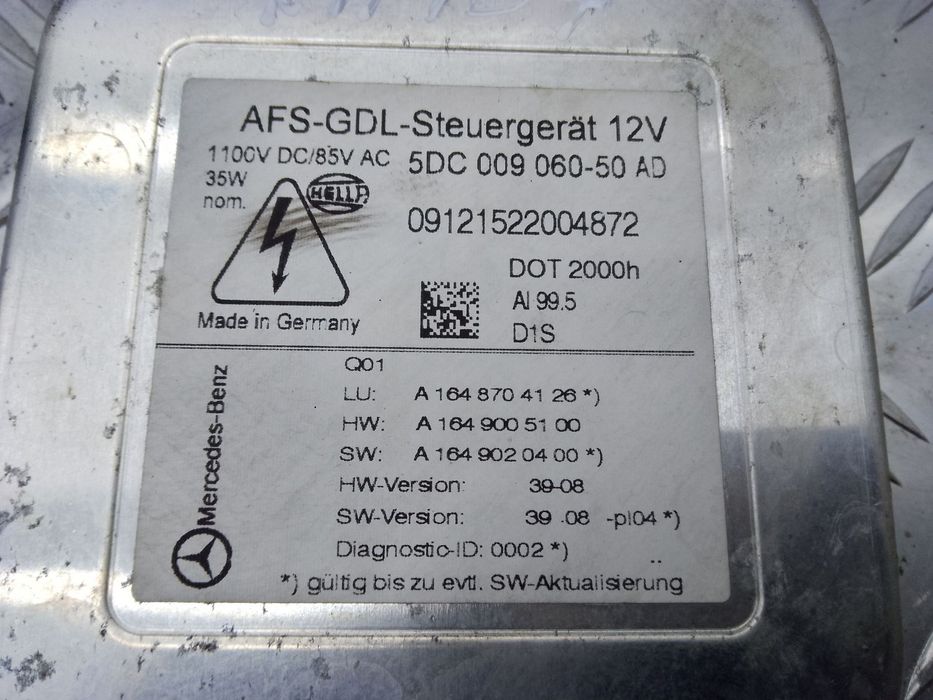 AFS-GDL-Steuergerät 12V
1100V DC/85V AC 5DC 009 060-50 AD
35W
nom.
HELLA
09121522004872
DOT 2000h
Al 99.5
D1S
Made in Germany
Mercedes-Benz
Q01
LU: A 164 870 41 26 *)
HW: A 164 900 51 00
SW: A 164 902 04 00 *)
HW-Version: 39-08
SW-Version: 39 .08 -pl04 *)
Diagnostic-ID: 0002 *)
*) gültig bis zu evtl. SW-Aktualisierung